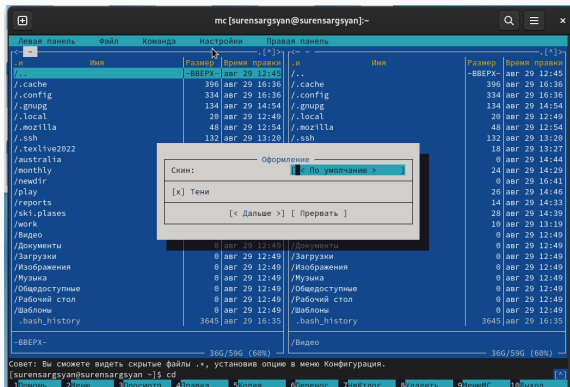 mc [surensargsyan@surensargsyan]:~
Левая панель Файл Команда Настройки Правая панель
<- ~ .[^]> <- ~ .[^]>
.и Имя Размер Время правки .и Имя Размер Время правки
/.. -ВВЕРХ- авг 29 12:45 /.. -ВВЕРХ- авг 29 12:45
/.cache 396 авг 29 16:36 /.cache 396 авг 29 16:36
/.config 334 авг 29 16:36 /.config 334 авг 29 16:36
/.gnupg 134 авг 29 14:54 /.gnupg 134 авг 29 14:54
/.local 20 авг 29 12:49 /.local 20 авг 29 12:49
/.mozilla 48 авг 29 12:54 /.mozilla 48 авг 29 12:54
/.ssh 132 авг 29 13:20 /.ssh 132 авг 29 13:20
/.texlive2022 18 авг 29 13:27
/australia 0 авг 29 14:44
/monthly 24 авг 29 14:29
/newdir 0 авг 29 16:41
/play 26 авг 29 14:46
/reports 14 авг 29 14:33
/ski.plases 28 авг 29 14:39
/work 10 авг 29 13:19
/Видео 0 авг 29 12:49
Оформление
Скин: [ < По умолчанию > ]
[x] Тени
[< Дальше >] [ Прервать ]
/Документы 0 авг 29 12:49 /Документы 0 авг 29 12:49
/Загрузки 0 авг 29 12:49 /Загрузки 0 авг 29 12:49
/Изображения 0 авг 29 12:49 /Изображения 0 авг 29 12:49
/Музыка 0 авг 29 12:49 /Музыка 0 авг 29 12:49
/Общедоступные 0 авг 29 12:49 /Общедоступные 0 авг 29 12:49
/Рабочий стол 0 авг 29 12:49 /Рабочий стол 0 авг 29 12:49
/Шаблоны 0 авг 29 12:49 /Шаблоны 0 авг 29 12:49
.bash_history 3645 авг 29 16:35 .bash_history 3645 авг 29 16:35
-ВВЕРХ- /Видео
36G/59G (60%) 36G/59G (60%)
Совет: Вы сможете видеть скрытые файлы .*, установив опцию в меню Конфигурация.
[surensargsyan@surensargsyan ~]$ cd [^]
1Помощь 2Меню 3Просмотр 4Правка 5Копия 6Перенос 7НвКтлог 8Удалить 9МенюMC 10Выход